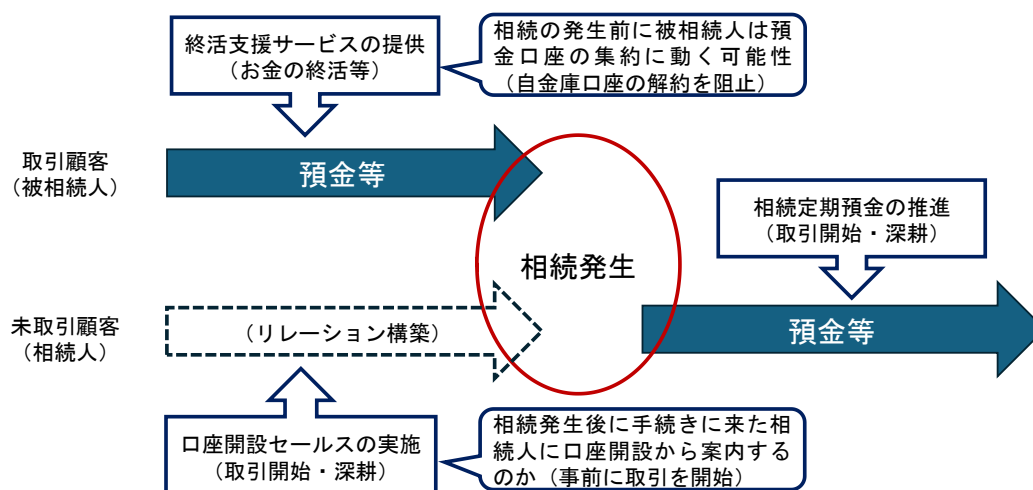 終活支援サービスの提供
（お金の終活等）
相続の発生前に被相続人は預
金口座の集約に動く可能性
（自金庫口座の解約を阻止）
取引顧客
（被相続人）
預金等
相続定期預金の推進
（取引開始・深耕）
相続発生
未取引顧客
（相続人）
（リレーション構築）
預金等
口座開設セールスの実施
（取引開始・深耕）
相続発生後に手続きに来た相
続人に口座開設から案内する
のか（事前に取引を開始）